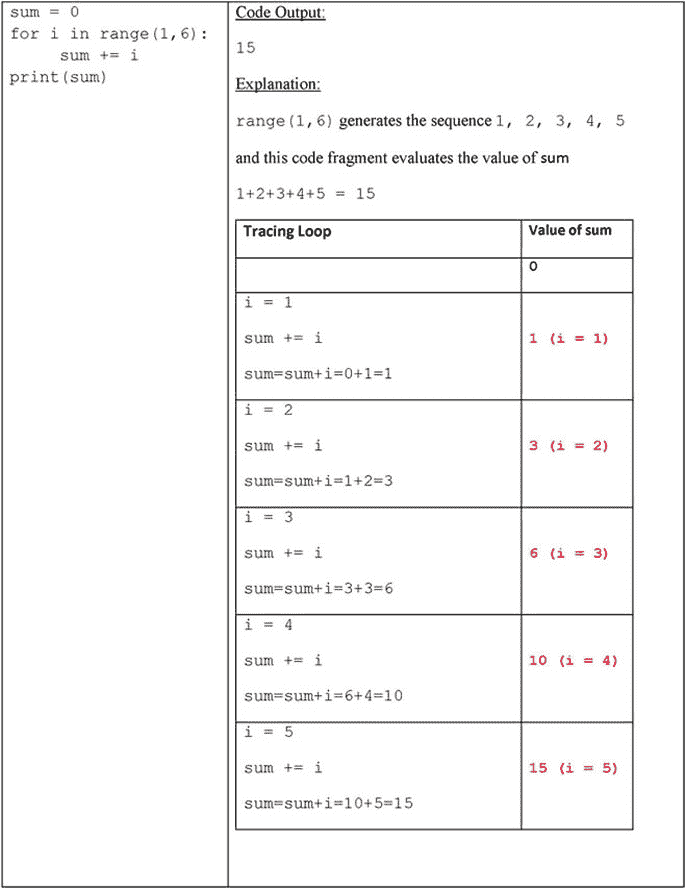 sum = 0
for i in range(1,6):
     sum += i
print(sum)
Code Output:
15
Explanation:
range(1,6) generates the sequence 1, 2, 3, 4, 5
and this code fragment evaluates the value of sum
1+2+3+4+5 = 15
Tracing Loop	Value of sum
0
i = 1
sum += i	1 (i = 1)
sum=sum+i=0+1=1
i = 2
sum += i	3 (i = 2)
sum=sum+i=1+2=3
i = 3
sum += i	6 (i = 3)
sum=sum+i=3+3=6
i = 4
sum += i	10 (i = 4)
sum=sum+i=6+4=10
i = 5
sum += i	15 (i = 5)
sum=sum+i=10+5=15